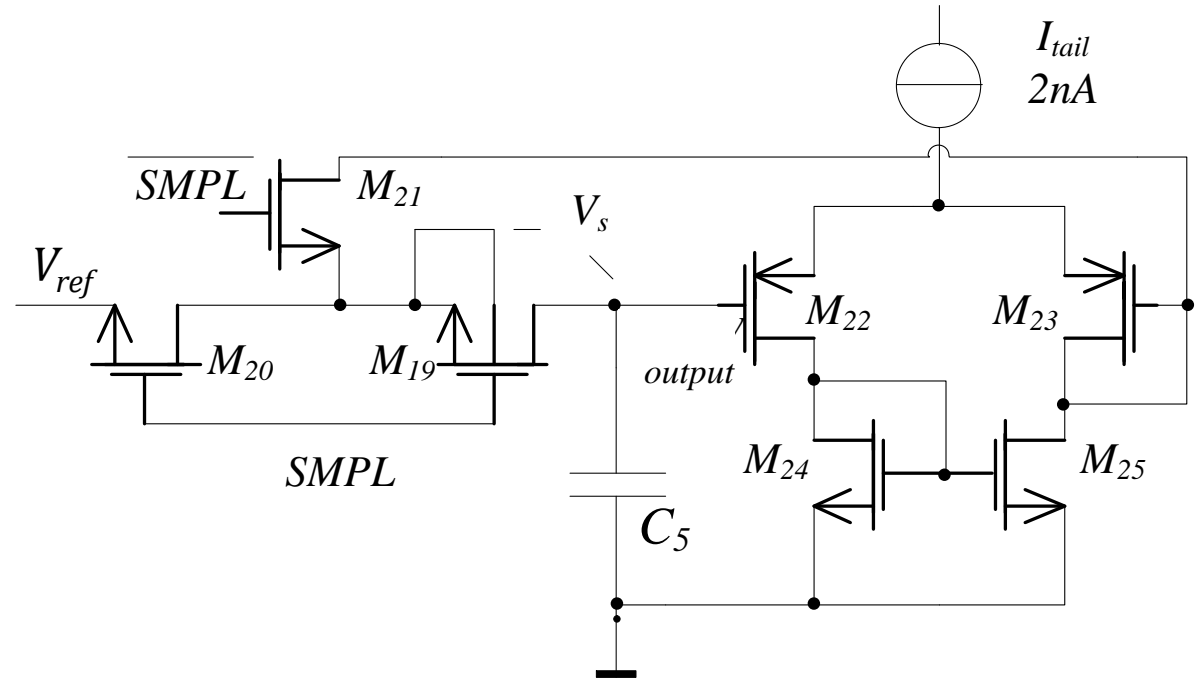 I_tail
2nA
SMPL
M_21
V_s
V_ref
M_22
M_23
M_20
M_19
output
SMPL
M_24
M_25
C_5